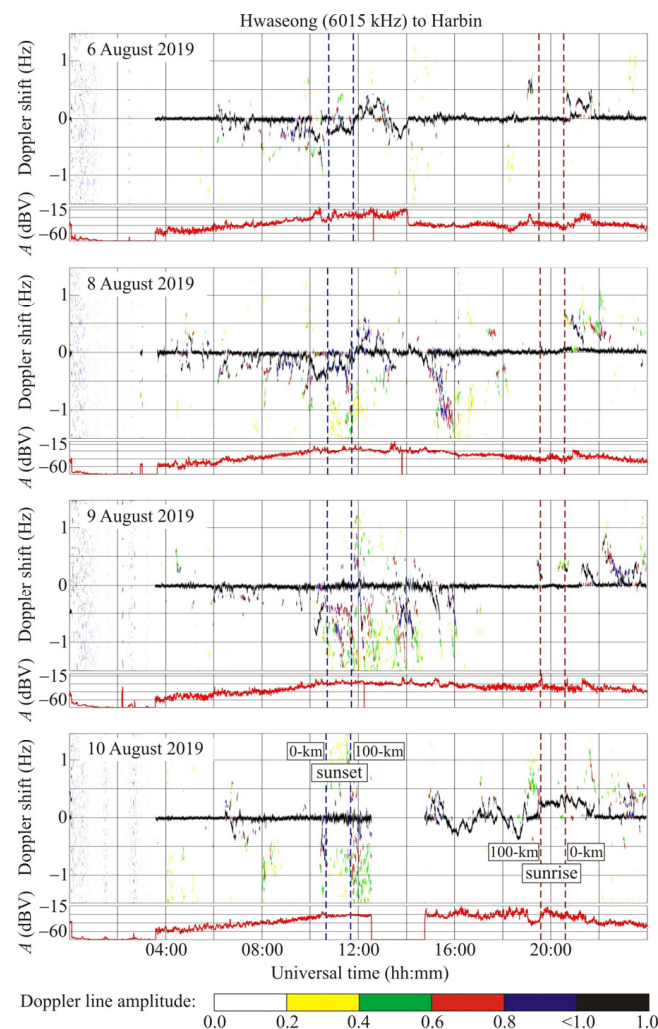 Hwaseong (6015 kHz) to Harbin
6 August 2019
Doppler shift (Hz)
1
0
−1
A (dBV)
−15
−60
8 August 2019
Doppler shift (Hz)
1
0
−1
A (dBV)
−15
−60
9 August 2019
Doppler shift (Hz)
1
0
−1
A (dBV)
−15
−60
10 August 2019
0-km
100-km
sunset
Doppler shift (Hz)
1
0
−1
100-km
0-km
sunrise
A (dBV)
−15
−60
04:00 08:00 12:00 16:00 20:00
Universal time (hh:mm)
Doppler line amplitude:
0.0 0.2 0.4 0.6 0.8 <1.0 1.0